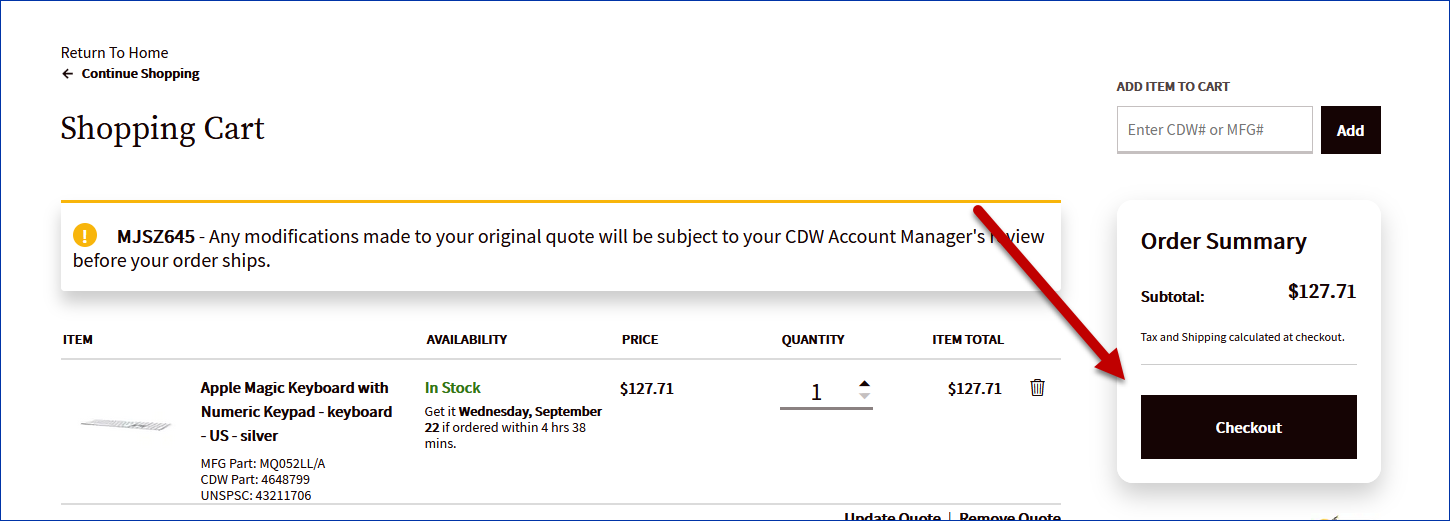 Return To Home
← Continue Shopping
Shopping Cart
ADD ITEM TO CART
Enter CDW# or MFG#
Add
! MJSZ645 - Any modifications made to your original quote will be subject to your CDW Account Manager's review
before your order ships.
ITEM AVAILABILITY PRICE QUANTITY ITEM TOTAL
Apple Magic Keyboard with
Numeric Keypad - keyboard
- US - silver
MFG Part: MQ052LL/A
CDW Part: 4648799
UNSPSC: 43211706
In Stock
Get it Wednesday, September
22 if ordered within 4 hrs 38
mins.
$127.71
1
$127.71
Update Quote | Remove Quote
Order Summary
Subtotal: $127.71
Tax and Shipping calculated at checkout.
Checkout